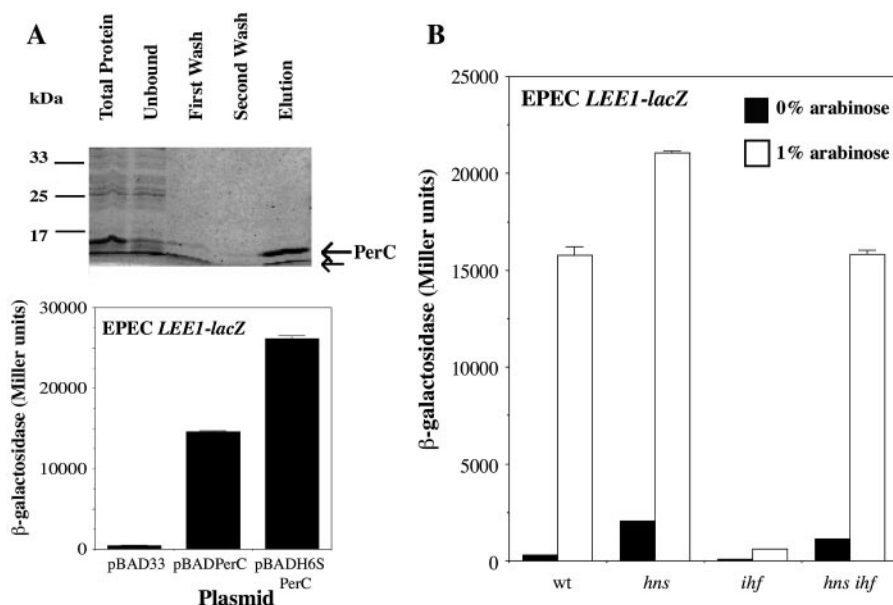 A
kDa
Total Protein
Unbound
First Wash
Second Wash
Elution
33
25
17
PerC
30000
20000
10000
0
β-galactosidase (Miller units)
EPEC LEE1-lacZ
pBAD33
pBADPerC
pBADH6S
PerC
Plasmid
B
25000
20000
15000
10000
5000
0
β-galactosidase (Miller units)
EPEC LEE1-lacZ
0% arabinose
1% arabinose
wt
hns
ihf
hns ihf